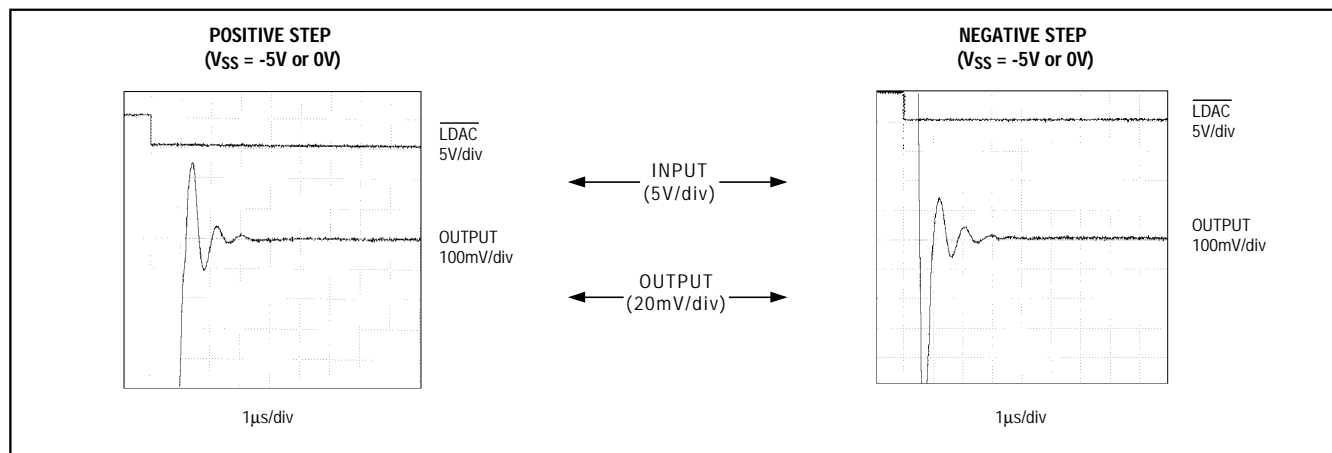 POSITIVE STEP
(VSS = -5V or 0V)
LDAC
5V/div
OUTPUT
100mV/div
1µs/div
INPUT
(5V/div)
OUTPUT
(20mV/div)
NEGATIVE STEP
(VSS = -5V or 0V)
LDAC
5V/div
OUTPUT
100mV/div
1µs/div